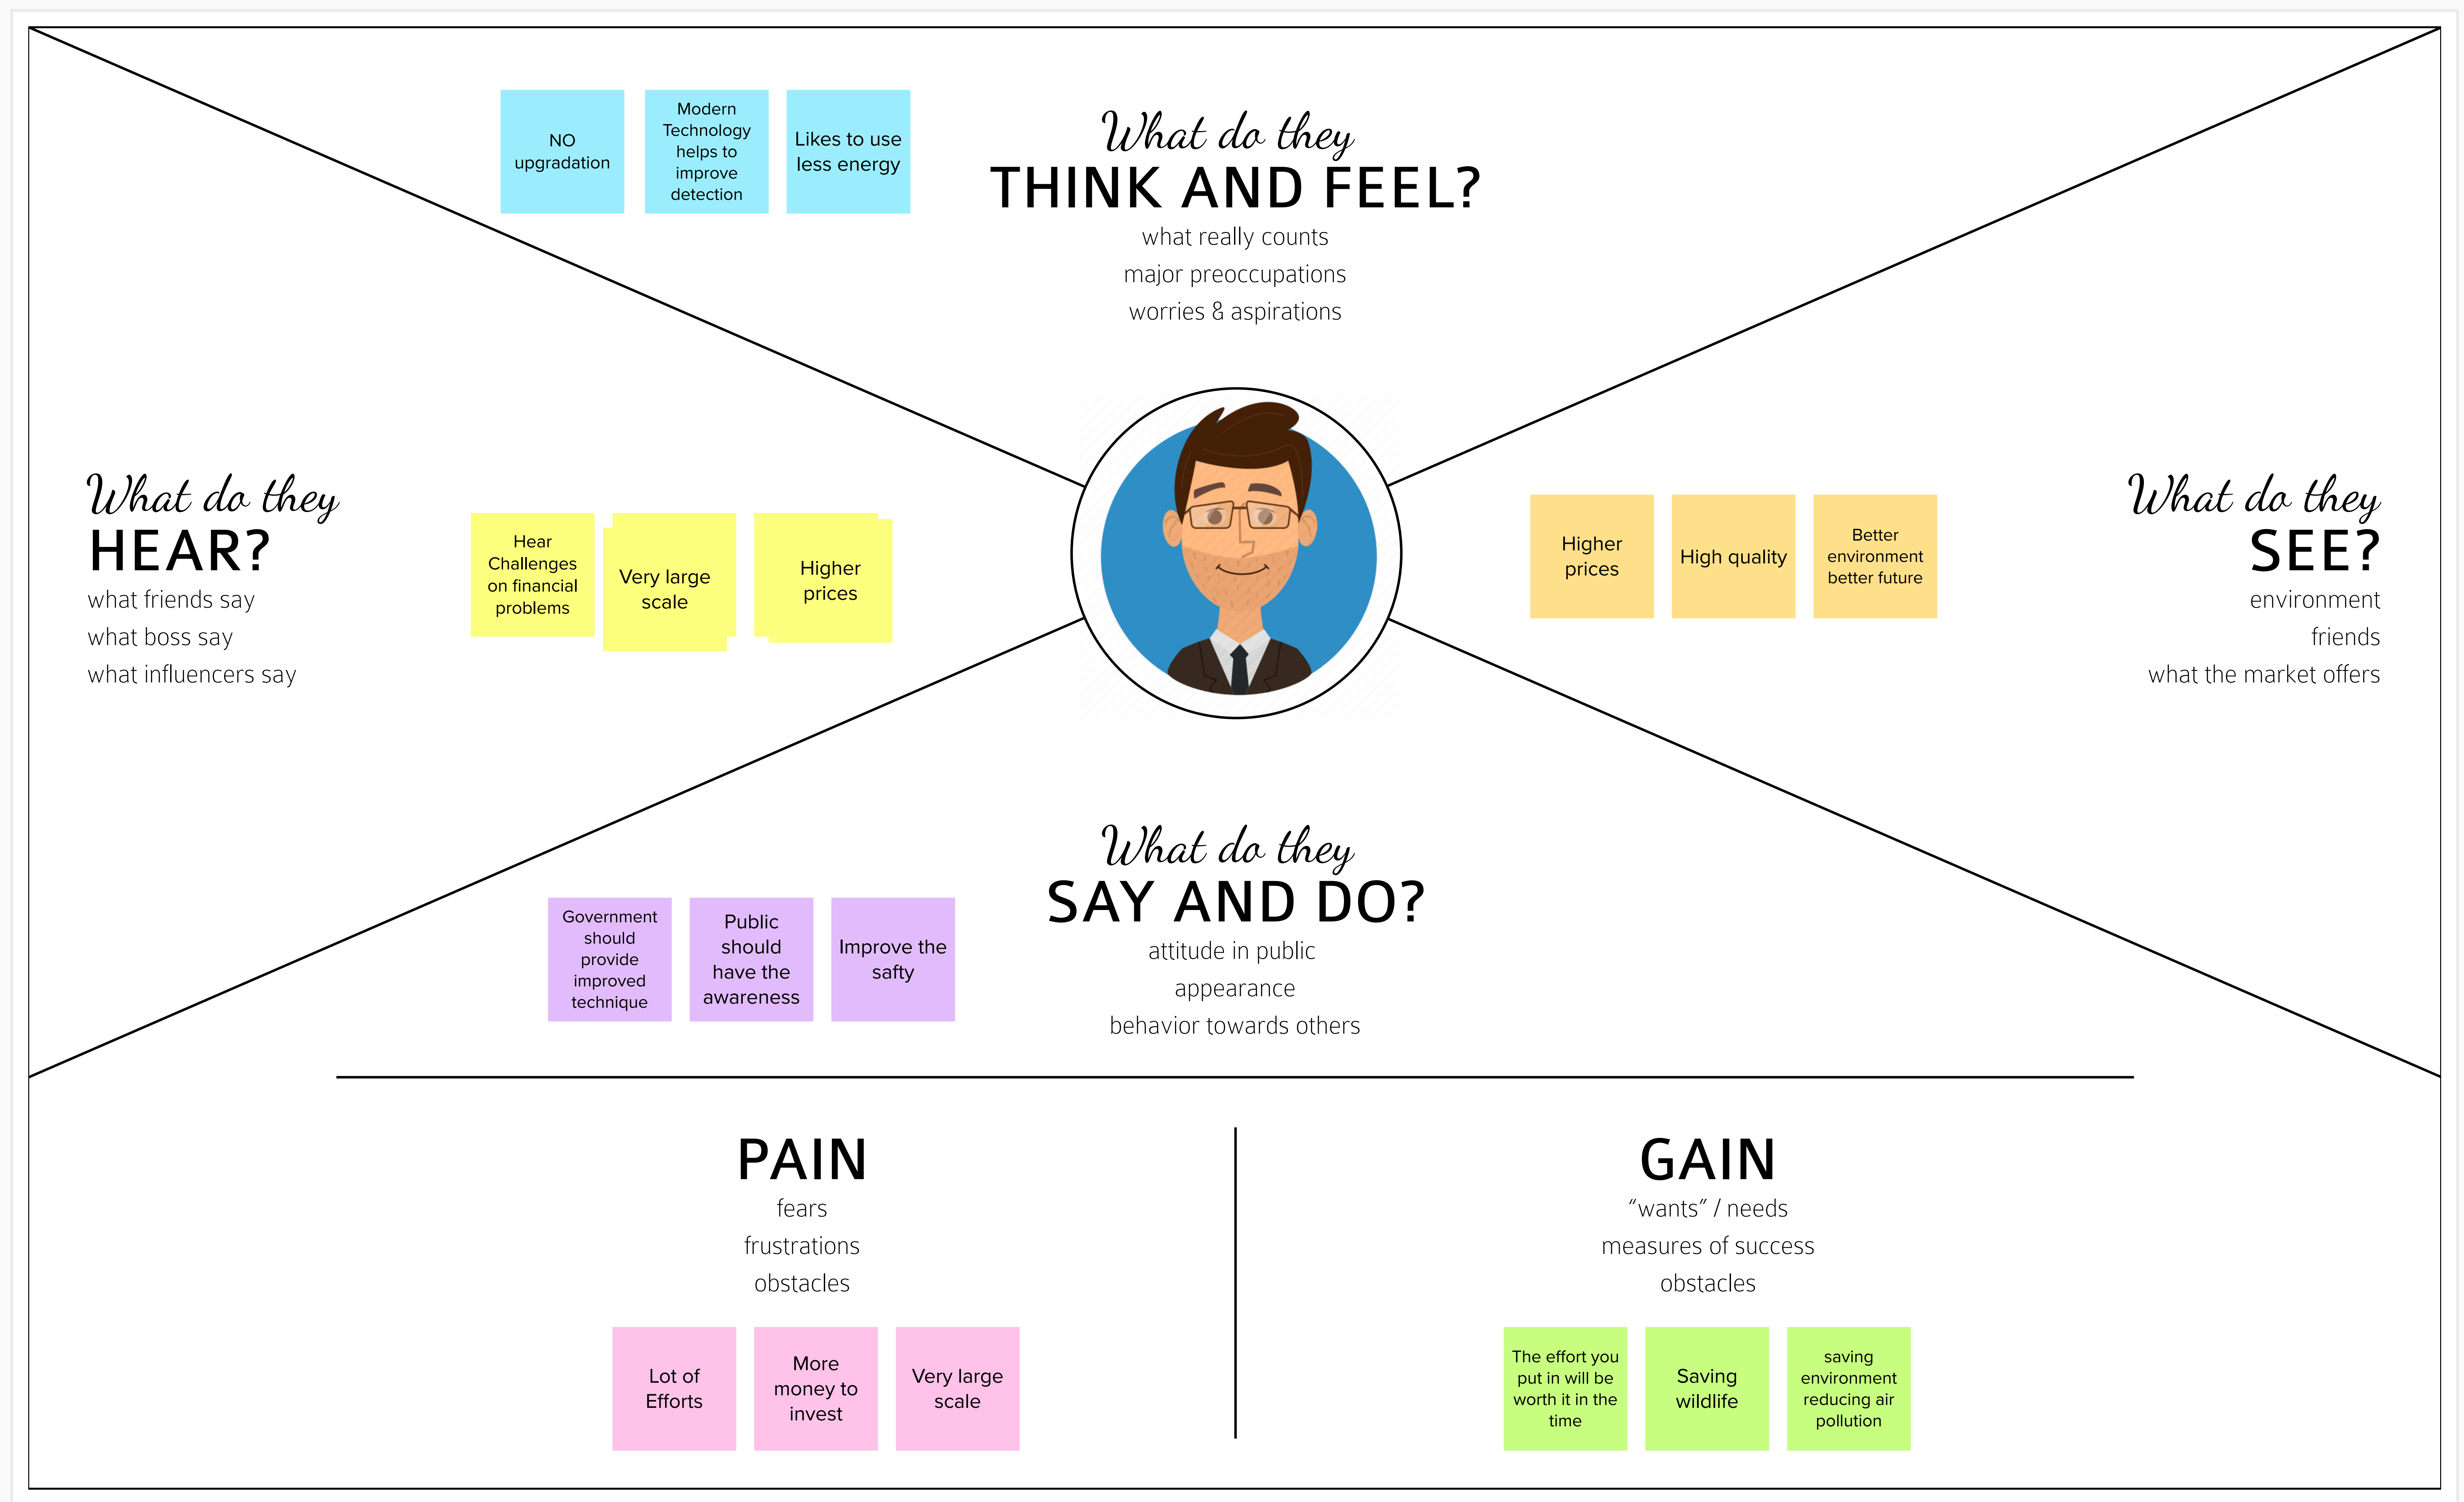 NO
upgradation
Modern
Technology
helps to
improve
detection
Likes to use
less energy
What do they
THINK AND FEEL?
what really counts
major preoccupations
worries & aspirations
What do they
HEAR?
what friends say
what boss say
what influencers say
Hear
Challenges
on financial
problems
Very large
scale
Higher
prices
Higher
prices
High quality
Better
environment
better future
What do they
SEE?
environment
friends
what the market offers
What do they
SAY AND DO?
attitude in public
appearance
behavior towards others
Government
should
provide
improved
technique
Public
should
have the
awareness
Improve the
safty
PAIN
fears
frustrations
obstacles
Lot of
Efforts
More
money to
invest
Very large
scale
GAIN
“wants” / needs
measures of success
obstacles
The effort you
put in will be
worth it in the
time
Saving
wildlife
saving
environment
reducing air
pollution